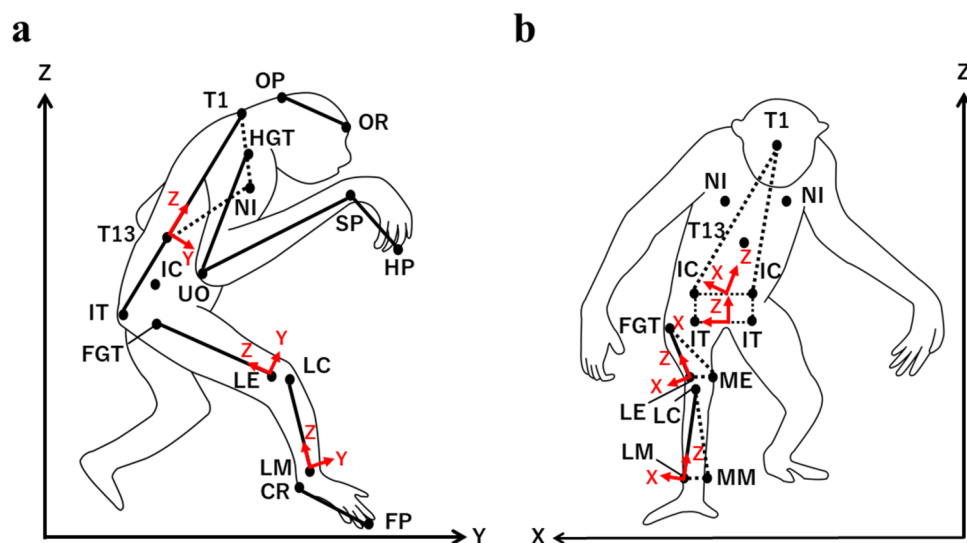 a
Z
OP
T1
OR
HGT
NI
Z
T13
Y
SP
IC
HP
UO
IT
FGT
Z
Y
LE
LC
Z
Y
LM
CR
FP
Y
b
Z
T1
NI
NI
T13
IC
X
Z
IC
Z
FGT
X
IT
IT
Z
X
ME
LE
LC
LM
Z
X
MM
X